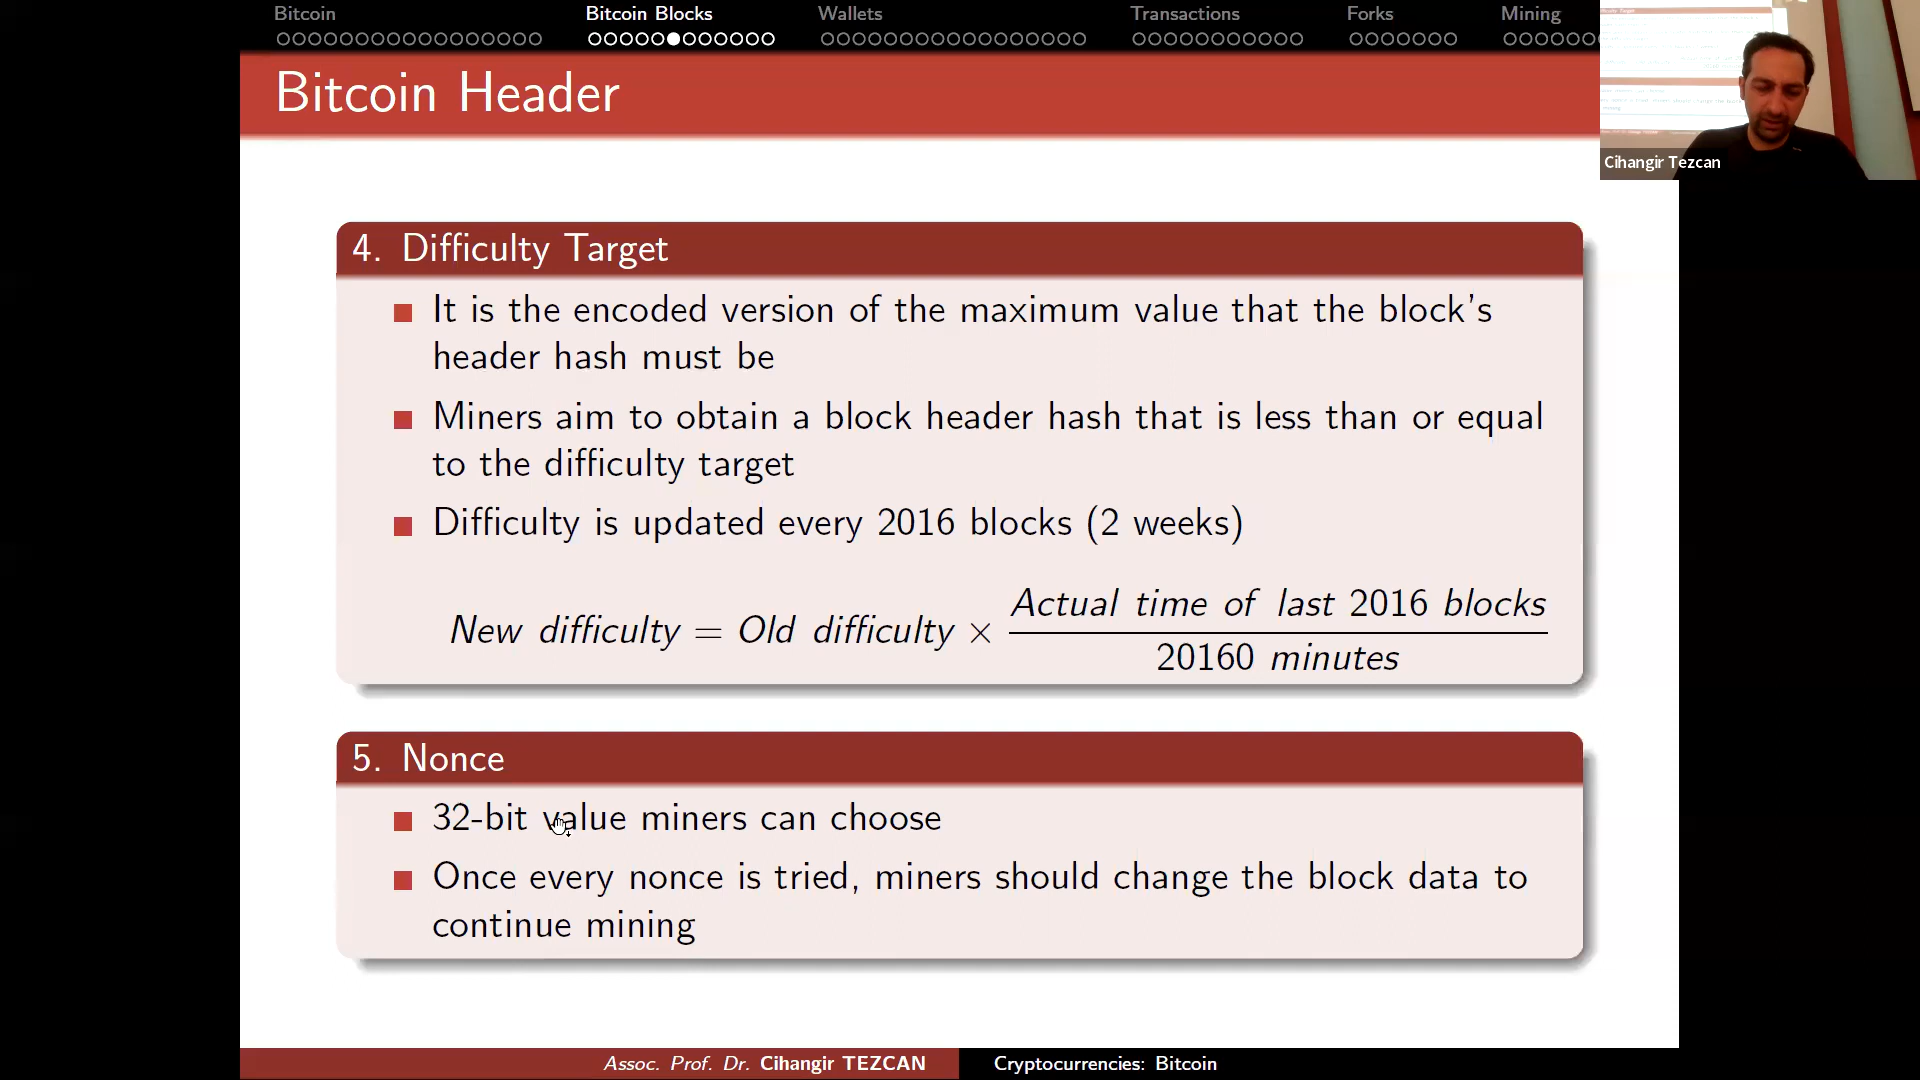 Bitcoin
Bitcoin Blocks
Wallets
Transactions
Forks
Mining
Bitcoin Header
Cihangir Tezcan
4. Difficulty Target
It is the encoded version of the maximum value that the block's
header hash must be
Miners aim to obtain a block header hash that is less than or equal
to the difficulty target
Difficulty is updated every 2016 blocks (2 weeks)
New difficulty = Old difficulty × Actual time of last 2016 blocks
20160 minutes
5. Nonce
32-bit value miners can choose
Once every nonce is tried, miners should change the block data to
continue mining
Assoc. Prof. Dr. Cihangir TEZCAN
Cryptocurrencies: Bitcoin